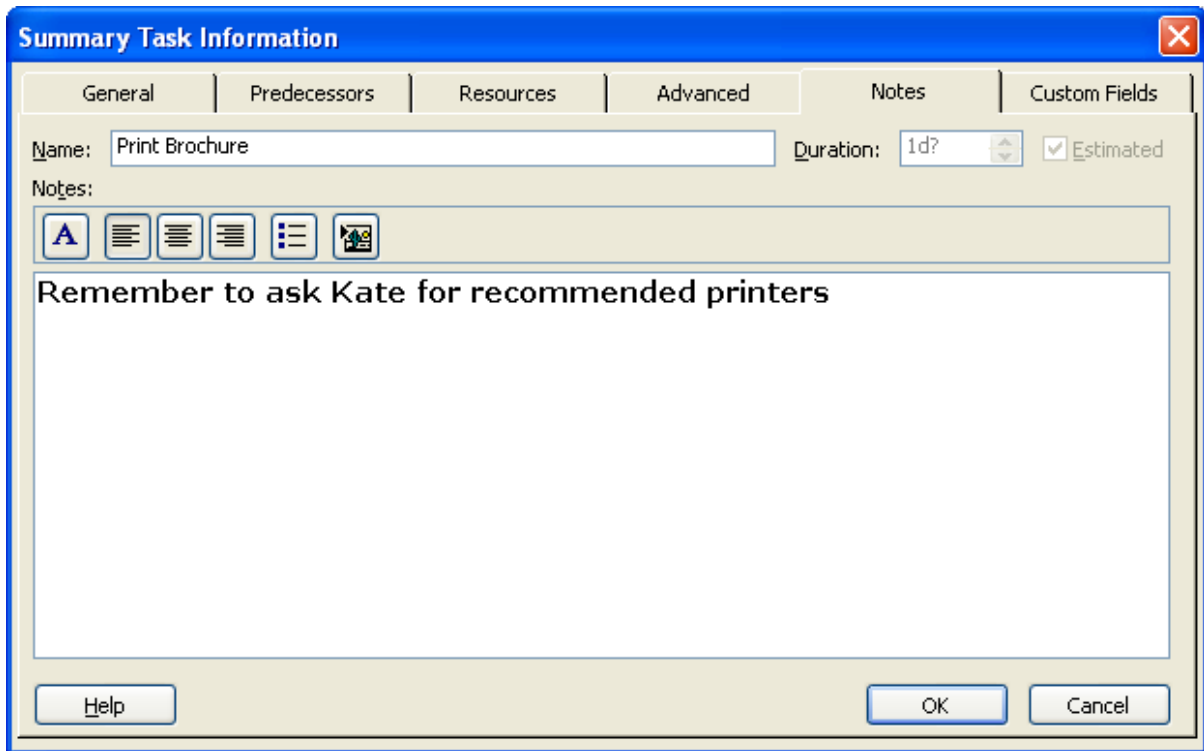 Summary Task Information
General Predecessors Resources Advanced Notes Custom Fields
Name: Print Brochure Duration: 1d? Estimated
Notes:
A
Remember to ask Kate for recommended printers
Help OK Cancel